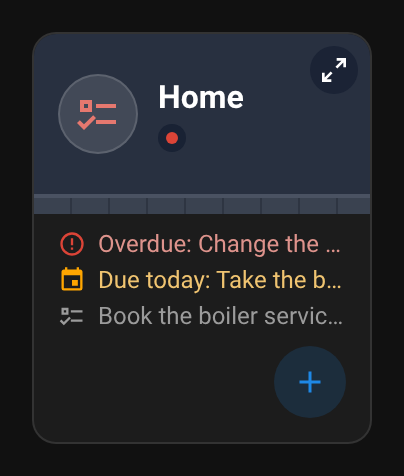 Home
Overdue: Change the ...
Due today: Take the b...
Book the boiler servic...